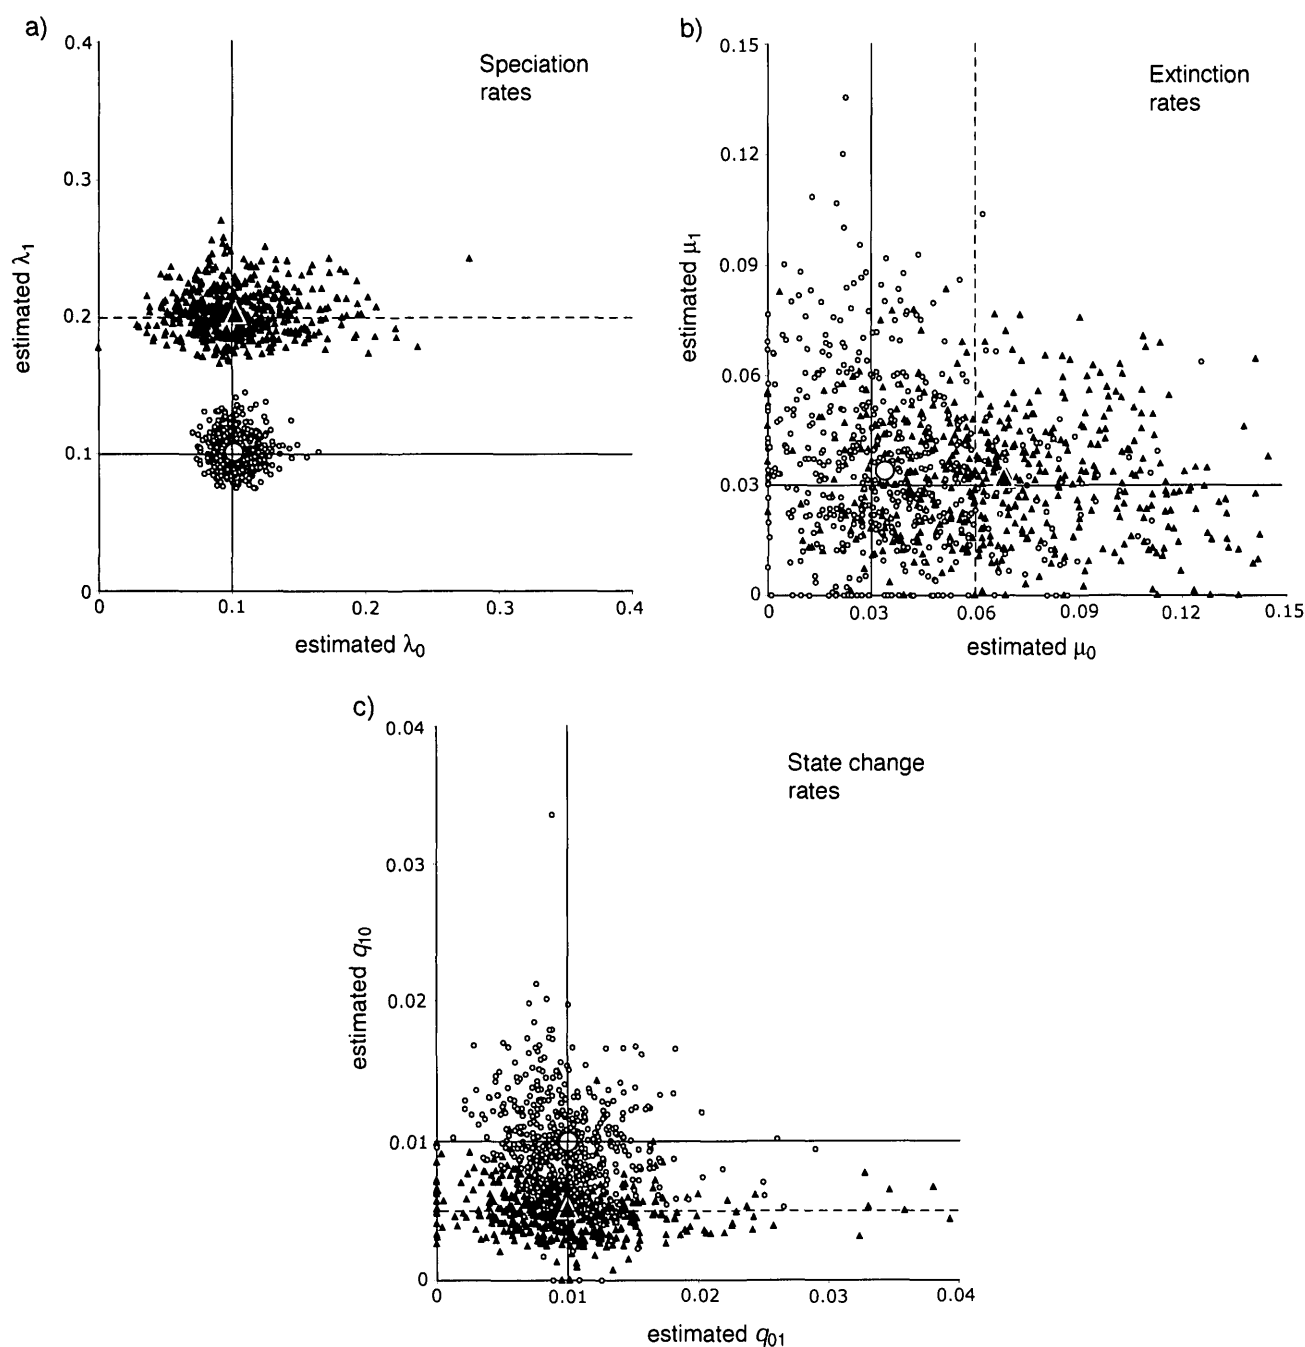 a)
0.4
0.3
0.2
0.1
0
0
0.1
0.2
0.3
0.4
Speciation
rates
estimated λ1
estimated λ0
b)
0.15
0.12
0.09
0.06
0.03
0
0
0.03
0.06
0.09
0.12
0.15
Extinction
rates
estimated μ1
estimated μ0
c)
0.04
0.03
0.02
0.01
0
0
0.01
0.02
0.03
0.04
State change
rates
estimated q10
estimated q01